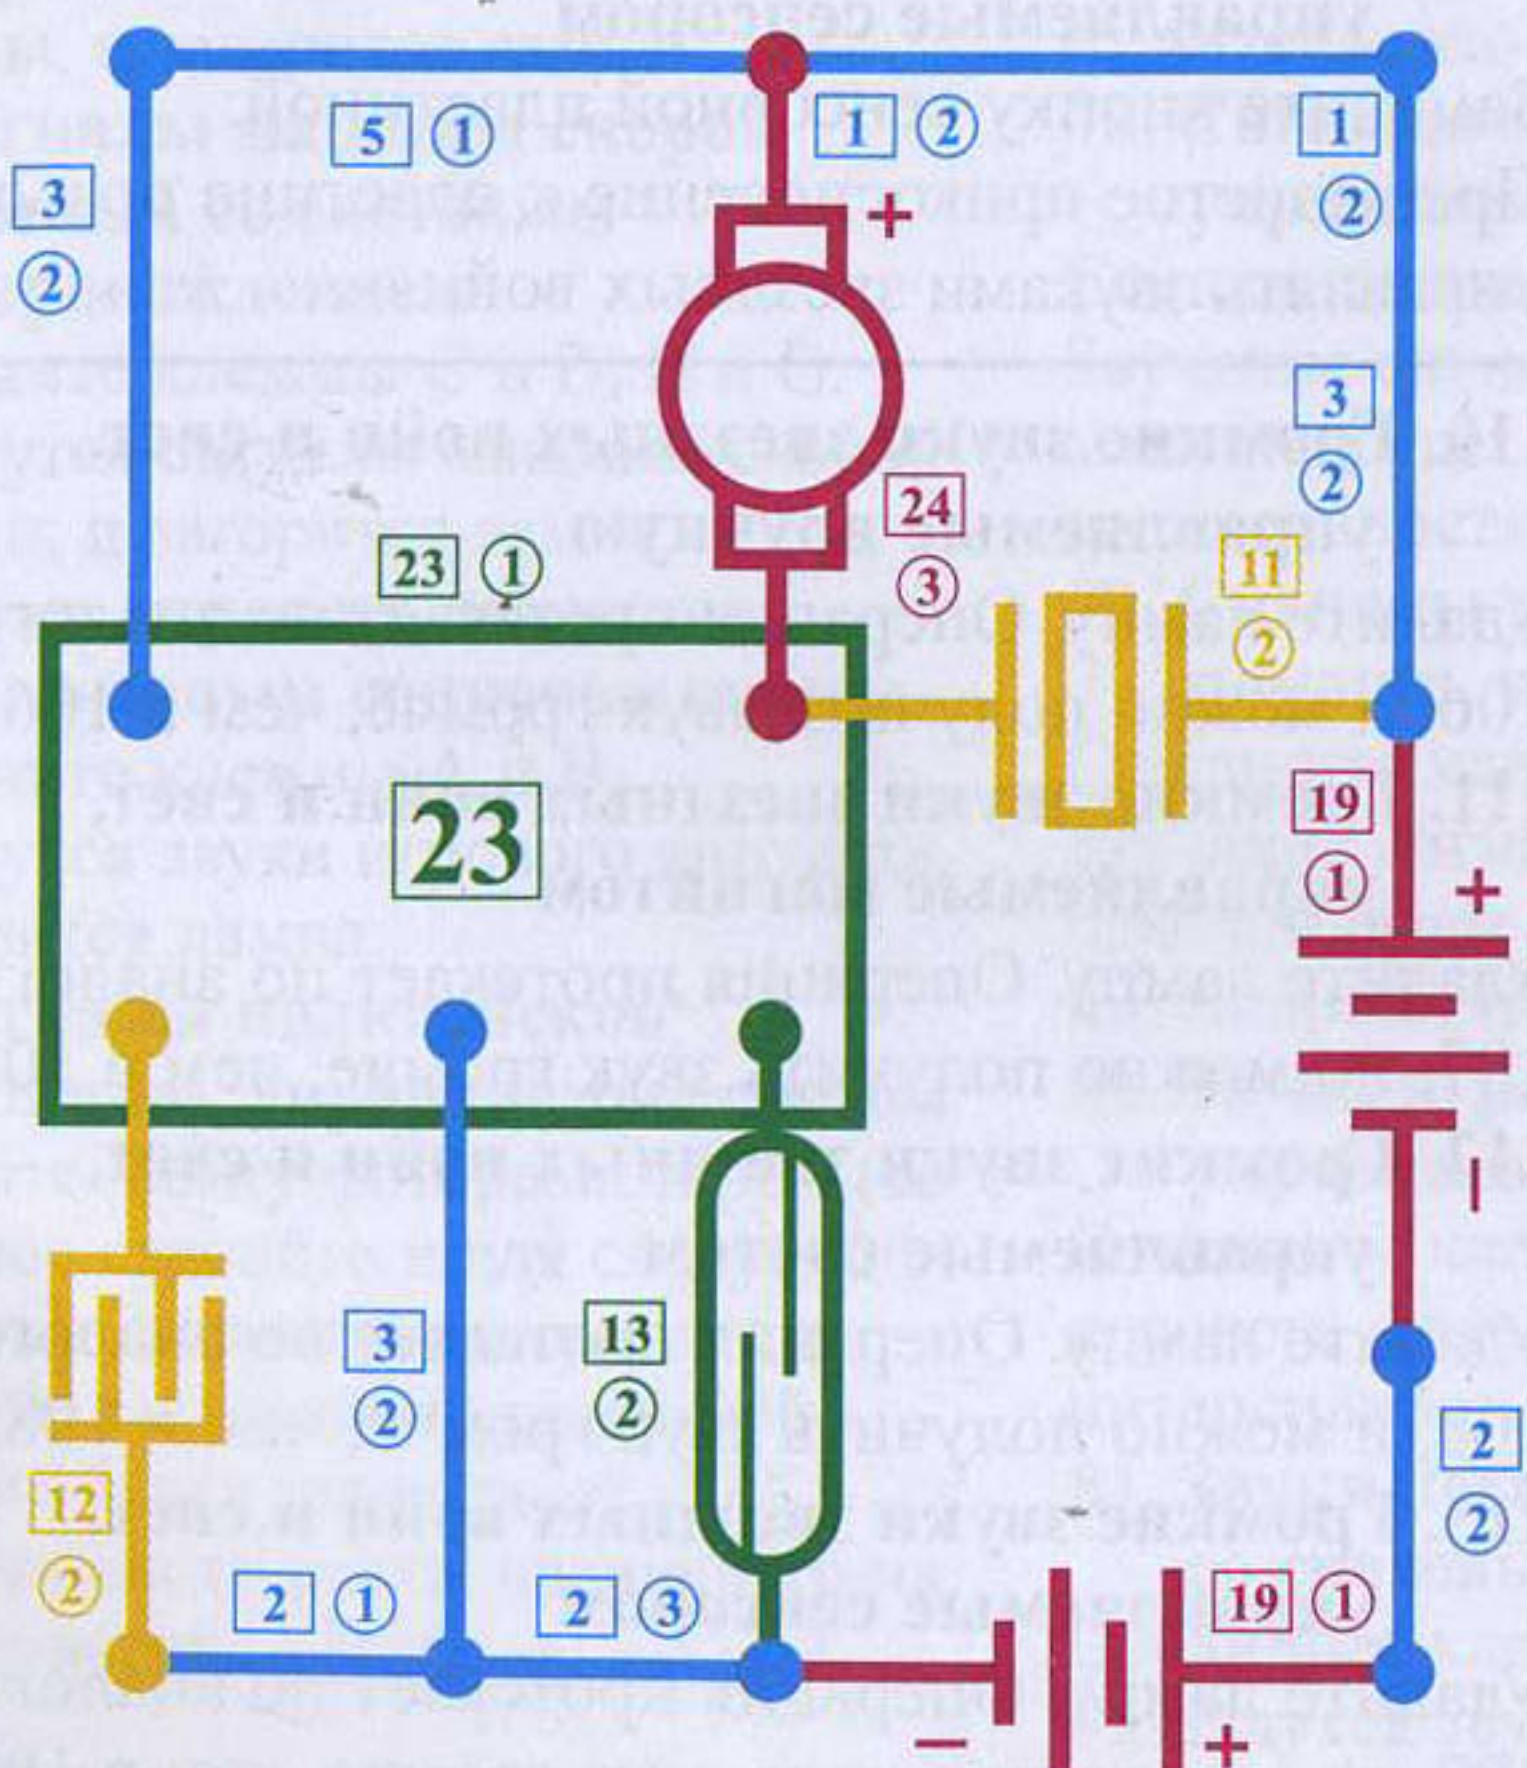 5 ① 1 ② 1
3 ②
② +
3
24 ②
23 ① ③ 11
②
23 19
① +
−
3 13
② ② 2
12 ②
② 2 ① 2 ③ 19 ①
− +